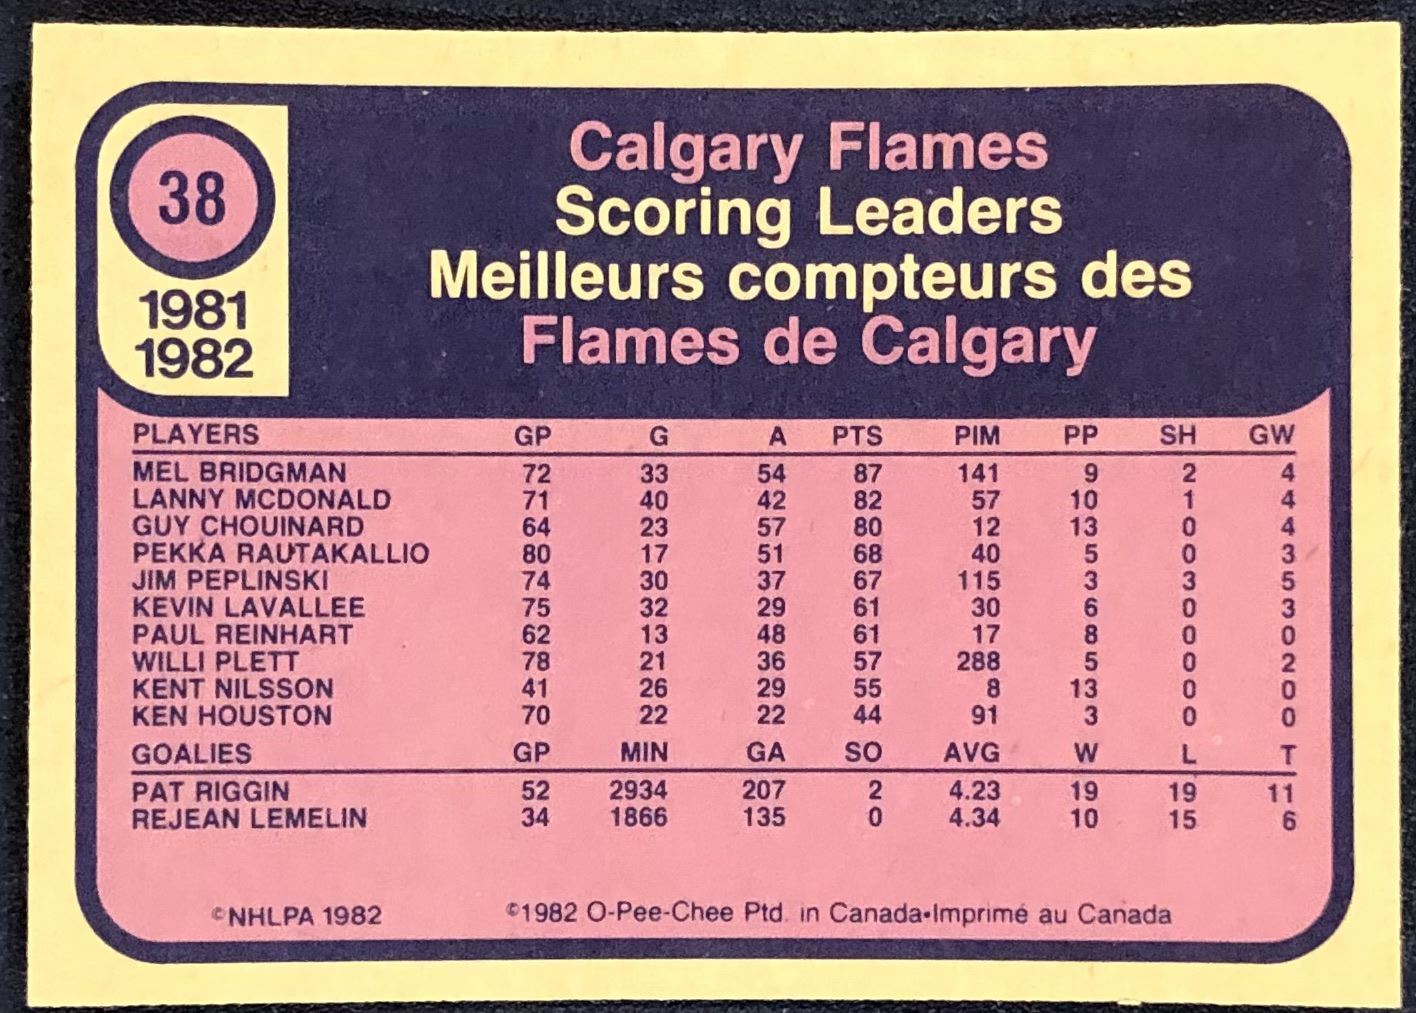 38
1981
1982
Calgary Flames
Scoring Leaders
Meilleurs compteurs des
Flames de Calgary
PLAYERS GP G A PTS PIM PP SH GW
MEL BRIDGMAN 72 33 54 87 141 9 2 4
LANNY MCDONALD 71 40 42 82 57 10 1 4
GUY CHOUINARD 64 23 57 80 12 13 0 4
PEKKA RAUTAKALLIO 80 17 51 68 40 5 0 3
JIM PEPLINSKI 74 30 37 67 115 3 3 5
KEVIN LAVALLEE 75 32 29 61 30 6 0 3
PAUL REINHART 62 13 48 61 17 8 0 0
WILLI PLETT 78 21 36 57 288 5 0 2
KENT NILSSON 41 26 29 55 8 13 0 0
KEN HOUSTON 70 22 22 44 91 3 0 0
GOALIES GP MIN GA SO AVG W L T
PAT RIGGIN 52 2934 207 2 4.23 19 19 11
REJEAN LEMELIN 34 1866 135 0 4.34 10 15 6
©NHLPA 1982 ©1982 O-Pee-Chee Ptd. in Canada•Imprimé au Canada